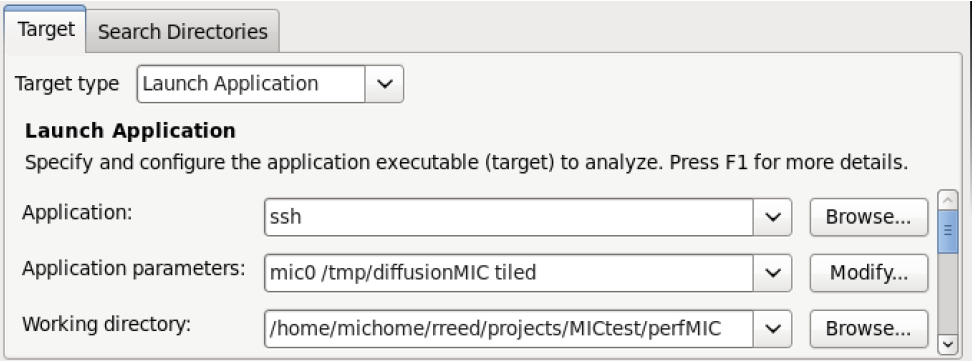 Target Search Directories
Target type Launch Application
Launch Application
Specify and configure the application executable (target) to analyze. Press F1 for more details.
Application: ssh Browse...
Application parameters: mic0 /tmp/diffusionMIC tiled Modify...
Working directory: /home/michome/rreed/projects/MICtest/perfMIC Browse...